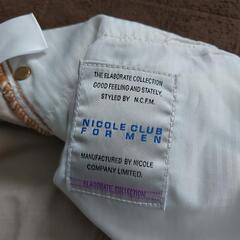 THE ELABORATE COLLECTION
GOOD FEELING AND STATELY.
STYLED BY N.C.F.M.
NICOLE CLUB
FOR MEN
MANUFACTURED BY NICOLE
COMPANY LIMITED.
ELABORATE COLLECTION